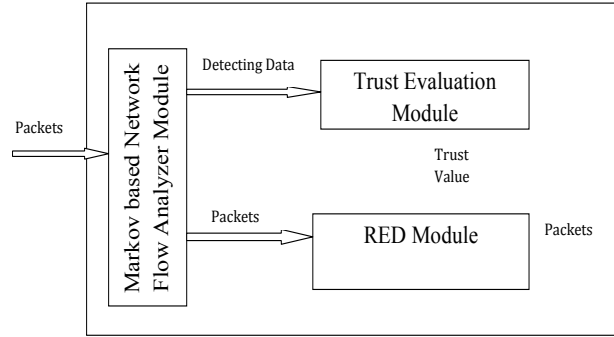 Packets
Markov based Network
Flow Analyzer Module
Detecting Data
Trust Evaluation
Module
Trust
Value
Packets
RED Module
Packets